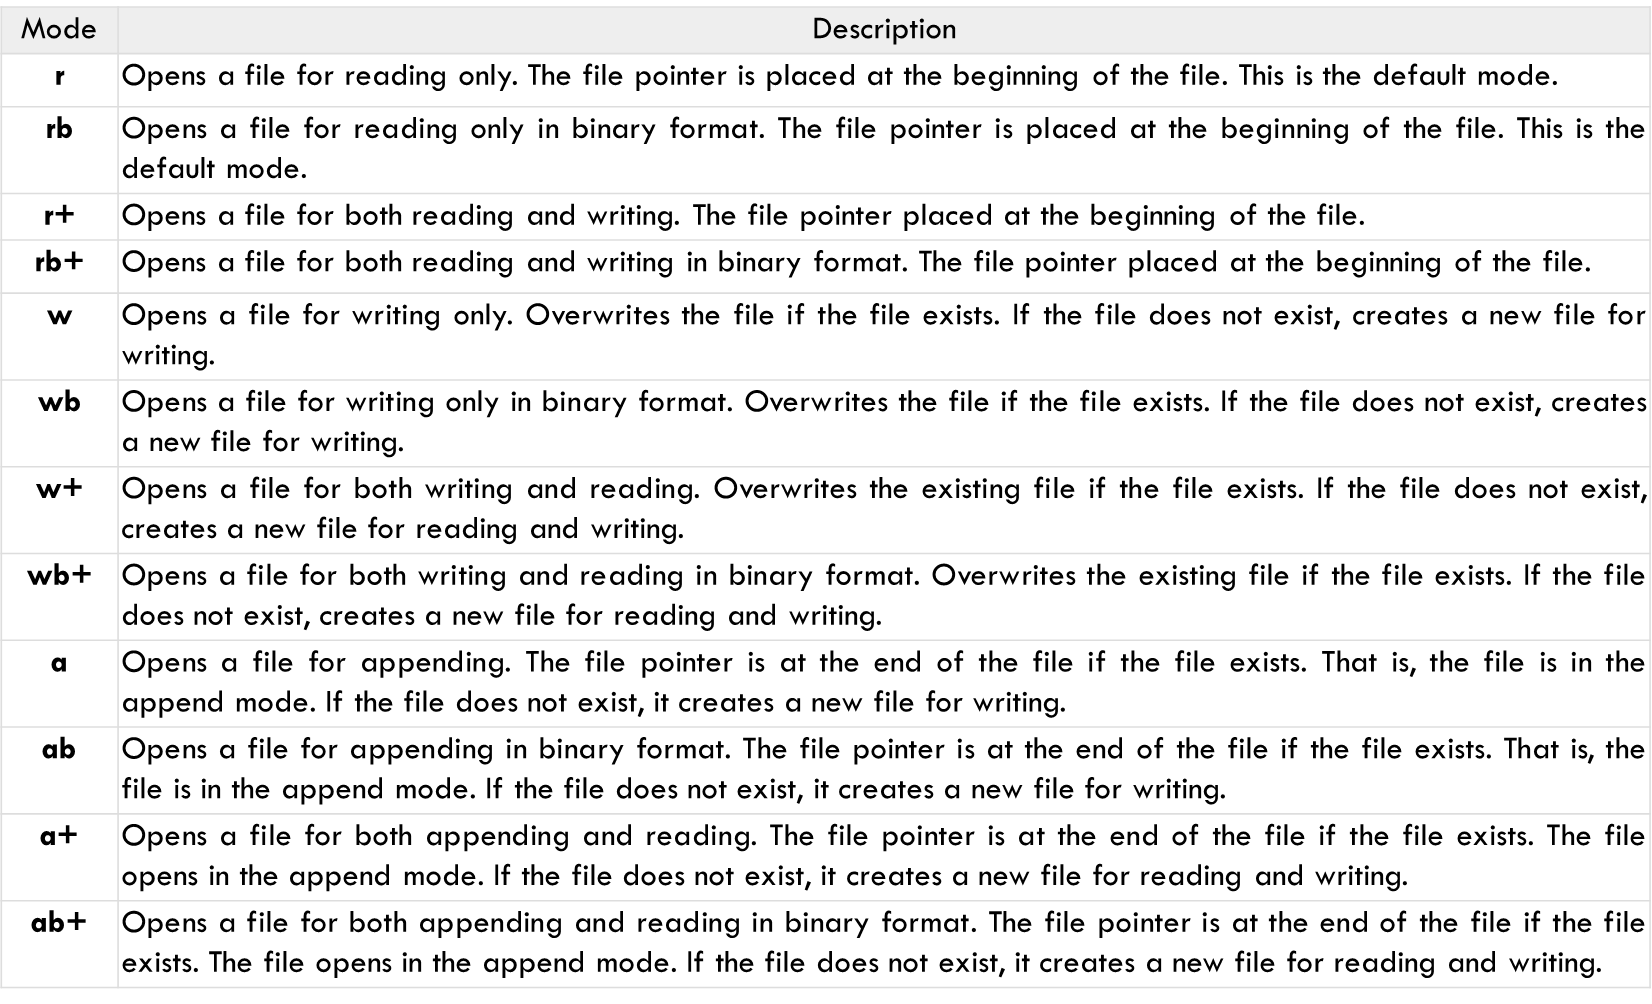 Mode Description
r Opens a file for reading only. The file pointer is placed at the beginning of the file. This is the default mode.
rb Opens a file for reading only in binary format. The file pointer is placed at the beginning of the file. This is the
default mode.
r+ Opens a file for both reading and writing. The file pointer placed at the beginning of the file.
rb+ Opens a file for both reading and writing in binary format. The file pointer placed at the beginning of the file.
w Opens a file for writing only. Overwrites the file if the file exists. If the file does not exist, creates a new file for
writing.
wb Opens a file for writing only in binary format. Overwrites the file if the file exists. If the file does not exist, creates
a new file for writing.
w+ Opens a file for both writing and reading. Overwrites the existing file if the file exists. If the file does not exist,
creates a new file for reading and writing.
wb+ Opens a file for both writing and reading in binary format. Overwrites the existing file if the file exists. If the file
does not exist, creates a new file for reading and writing.
a Opens a file for appending. The file pointer is at the end of the file if the file exists. That is, the file is in the
append mode. If the file does not exist, it creates a new file for writing.
ab Opens a file for appending in binary format. The file pointer is at the end of the file if the file exists. That is, the
file is in the append mode. If the file does not exist, it creates a new file for writing.
a+ Opens a file for both appending and reading. The file pointer is at the end of the file if the file exists. The file
opens in the append mode. If the file does not exist, it creates a new file for reading and writing.
ab+ Opens a file for both appending and reading in binary format. The file pointer is at the end of the file if the file
exists. The file opens in the append mode. If the file does not exist, it creates a new file for reading and writing.